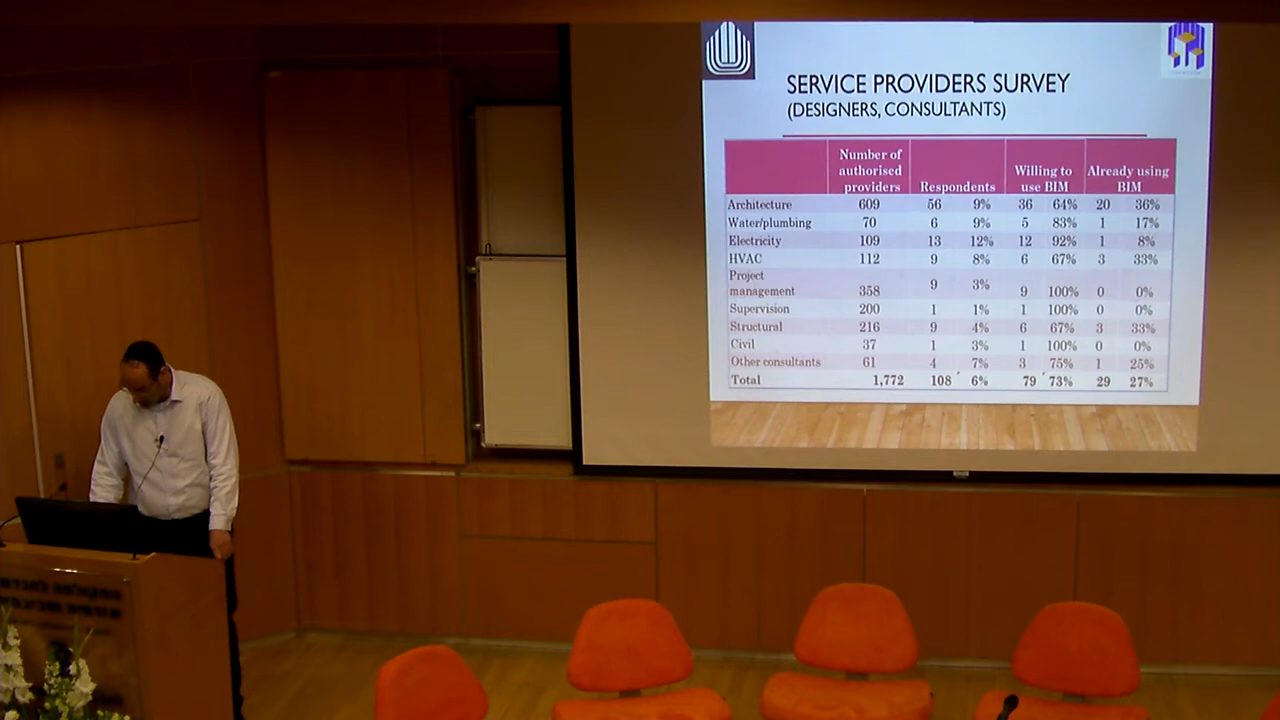 SERVICE PROVIDERS SURVEY
(DESIGNERS, CONSULTANTS)
Number of authorised providers Respondents Willing to use BIM Already using BIM
Architecture 609 56 9% 36 64% 20 36%
Water/plumbing 70 6 9% 5 83% 1 17%
Electricity 109 13 12% 12 92% 1 8%
HVAC 112 9 8% 6 67% 3 33%
Project management 358 9 3% 9 100% 0 0%
Supervision 200 1 1% 1 100% 0 0%
Structural 216 9 4% 6 67% 3 33%
Civil 37 1 3% 1 100% 0 0%
Other consultants 61 4 7% 3 75% 1 25%
Total 1,772 108 6% 79 73% 29 27%